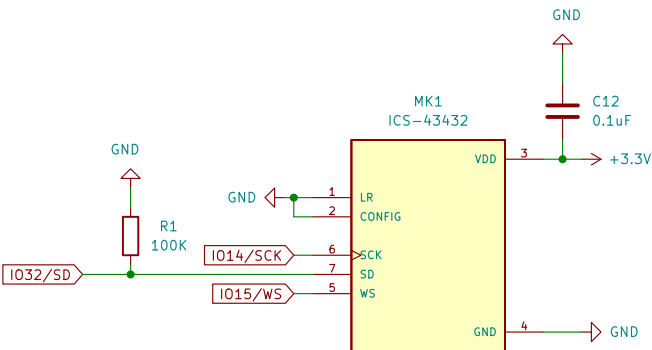 GND
MK1
ICS-43432
C12
0.1uF
GND
VDD
3
+3.3V
GND
1
LR
2
CONFIG
R1
100K
IO14/SCK
6
SCK
IO32/SD
7
SD
IO15/WS
5
WS
GND
4
GND